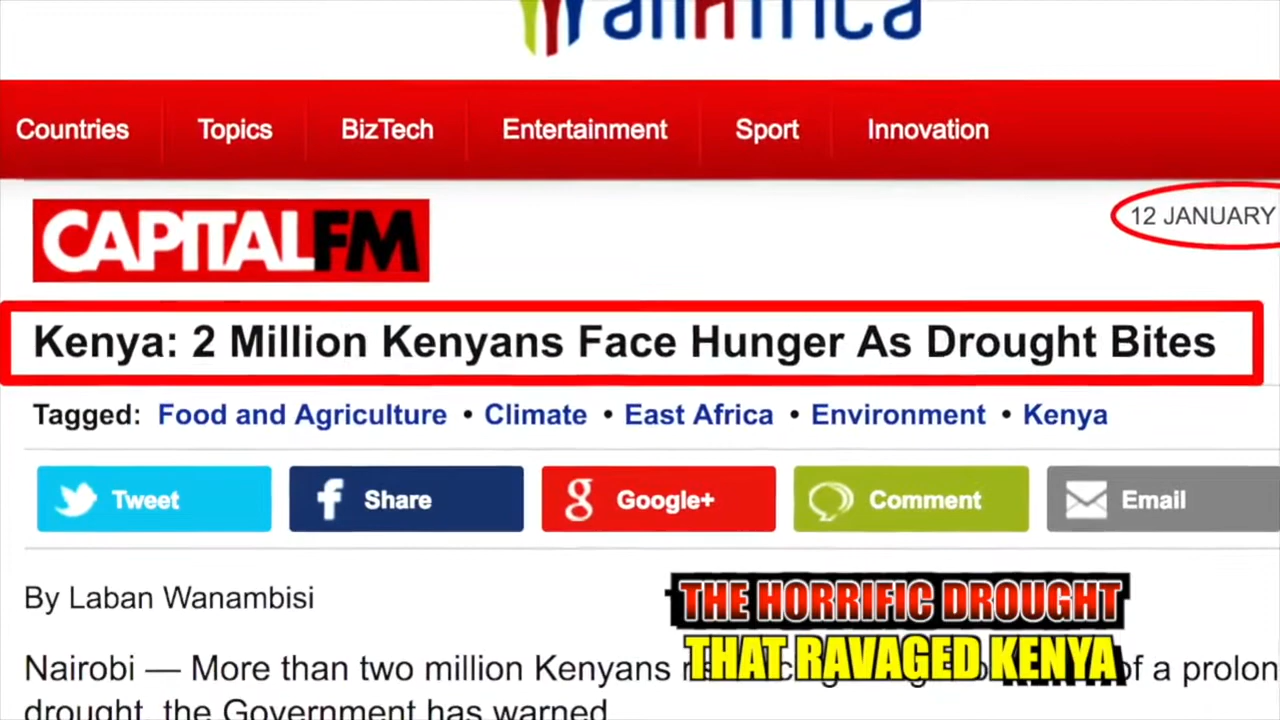 allAfrica
Countries Topics BizTech Entertainment Sport Innovation
CAPITALFM
12 JANUARY
Kenya: 2 Million Kenyans Face Hunger As Drought Bites
Tagged: Food and Agriculture • Climate • East Africa • Environment • Kenya
Tweet Share Google+ Comment Email
By Laban Wanambisi
THE HORRIFIC DROUGHT
THAT RAVAGED KENYA
Nairobi — More than two million Kenyans of a prolon
drought, the Government has warned